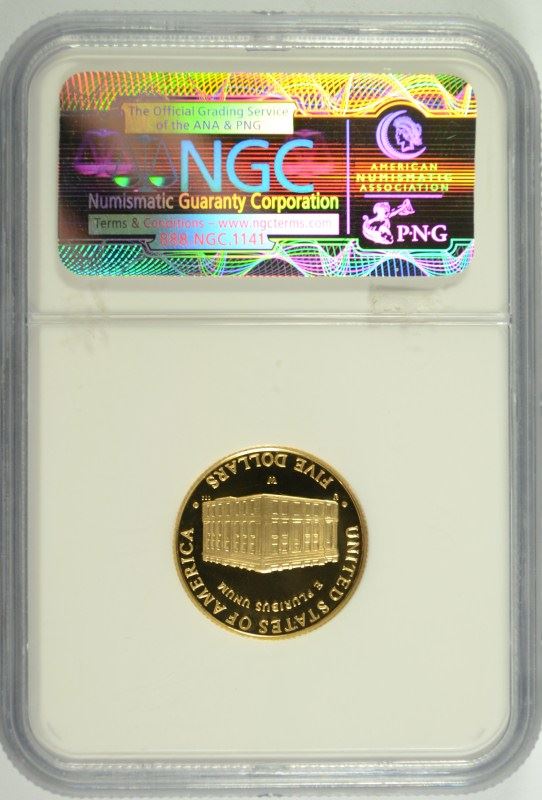 The Official Grading Service
of the ANA & PNG
NGC
Numismatic Guaranty Corporation
Terms & Conditions – www.ngcterms.com
888.NGC.1141
AMERICAN
NUMISMATIC
ASSOCIATION
P·N·G
UNITED STATES OF AMERICA
E PLURIBUS UNUM
W
FIVE DOLLARS